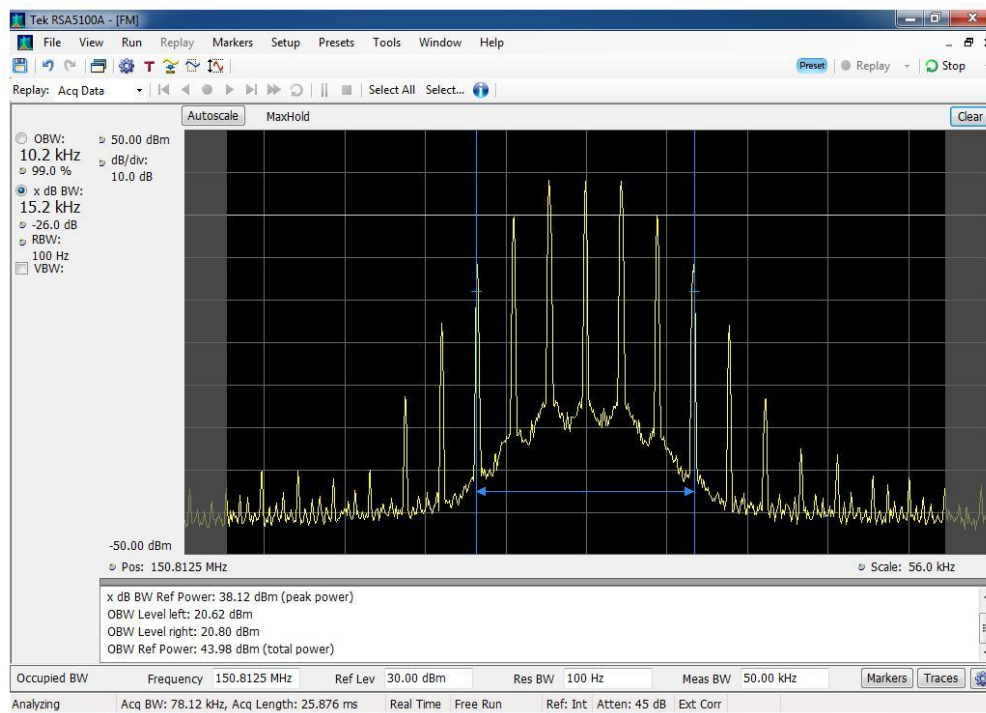 Tek RSA5100A - [FM]
File View Run Replay Markers Setup Presets Tools Window Help
Preset Replay Stop
Replay: Acq Data Select All Select...
Autoscale MaxHold Clear
OBW:
10.2 kHz
99.0 %
x dB BW:
15.2 kHz
-26.0 dB
RBW:
100 Hz
VBW:
50.00 dBm
dB/div:
10.0 dB
-50.00 dBm
Pos: 150.8125 MHz Scale: 56.0 kHz
x dB BW Ref Power: 38.12 dBm (peak power)
OBW Level left: 20.62 dBm
OBW Level right: 20.80 dBm
OBW Ref Power: 43.98 dBm (total power)
Occupied BW Frequency 150.8125 MHz Ref Lev 30.00 dBm Res BW 100 Hz Meas BW 50.00 kHz Markers Traces
Analyzing Acq BW: 78.12 kHz, Acq Length: 25.876 ms Real Time Free Run Ref: Int Atten: 45 dB Ext Corr